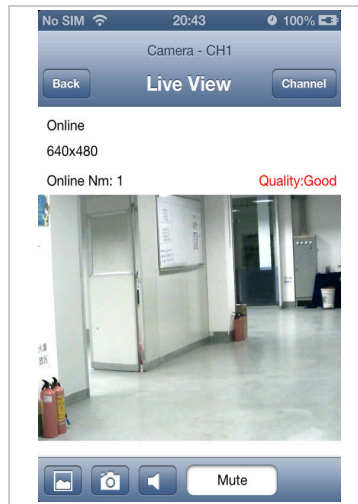 No SIM 20:43 100%
Camera - CH1
Back Live View Channel
Online
640x480
Online Nm: 1 Quality:Good
Mute